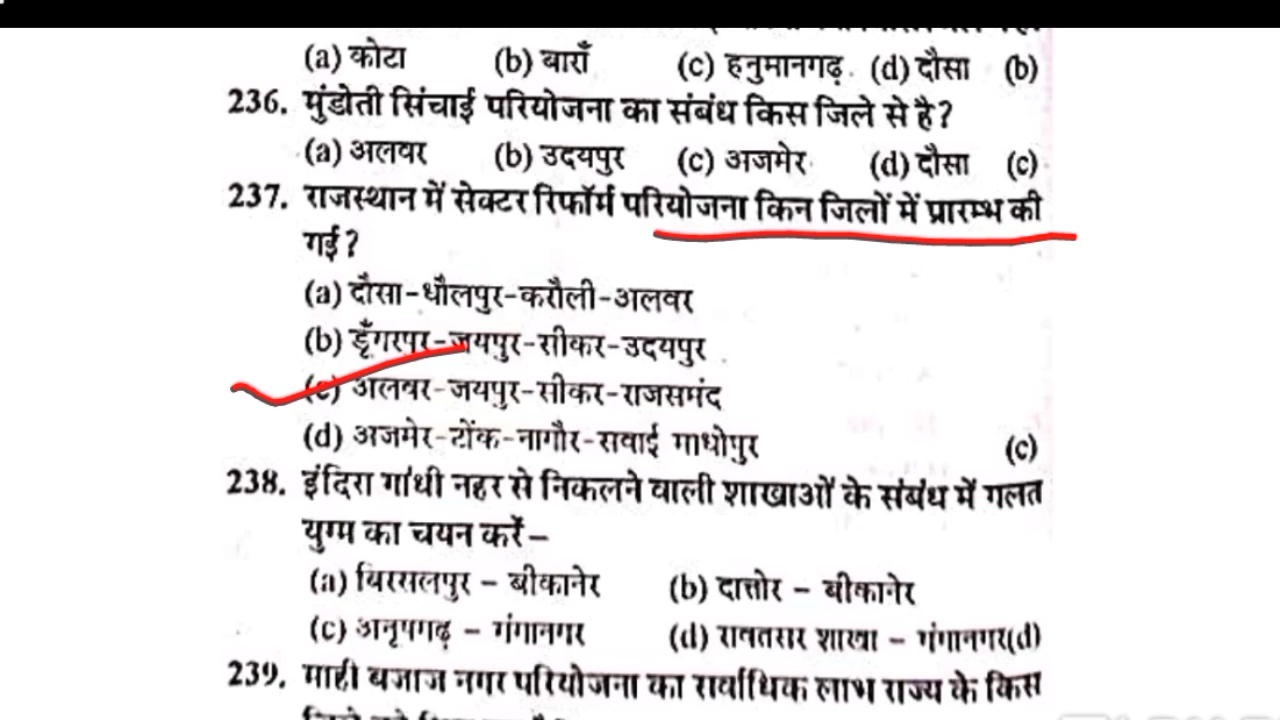 (a) कोटा (b) बाराँ (c) हनुमानगढ़ (d) दौसा (b)
236. मुंडोती सिंचाई परियोजना का संबंध किस जिले से है?
(a) अलवर (b) उदयपुर (c) अजमेर (d) दौसा (c)
237. राजस्थान में सेक्टर रिफॉर्म परियोजना किन जिलों में प्रारम्भ की
गई?
(a) दौसा-धौलपुर-करौली-अलवर
(b) डूँगरपुर-जयपुर-सीकर-उदयपुर
(c) अलवर-जयपुर-सीकर-राजसमंद
(d) अजमेर-टोंक-नागौर-सवाई माधोपुर (c)
238. इंदिरा गांधी नहर से निकलने वाली शाखाओं के संबंध में गलत
युग्म का चयन करें–
(a) बिरसलपुर – बीकानेर (b) दात्तोर – बीकानेर
(c) अनूपगढ़ – गंगानगर (d) रावतसर शाखा – गंगानगर(d)
239. माही बजाज नगर परियोजना का सर्वाधिक लाभ राज्य के किस